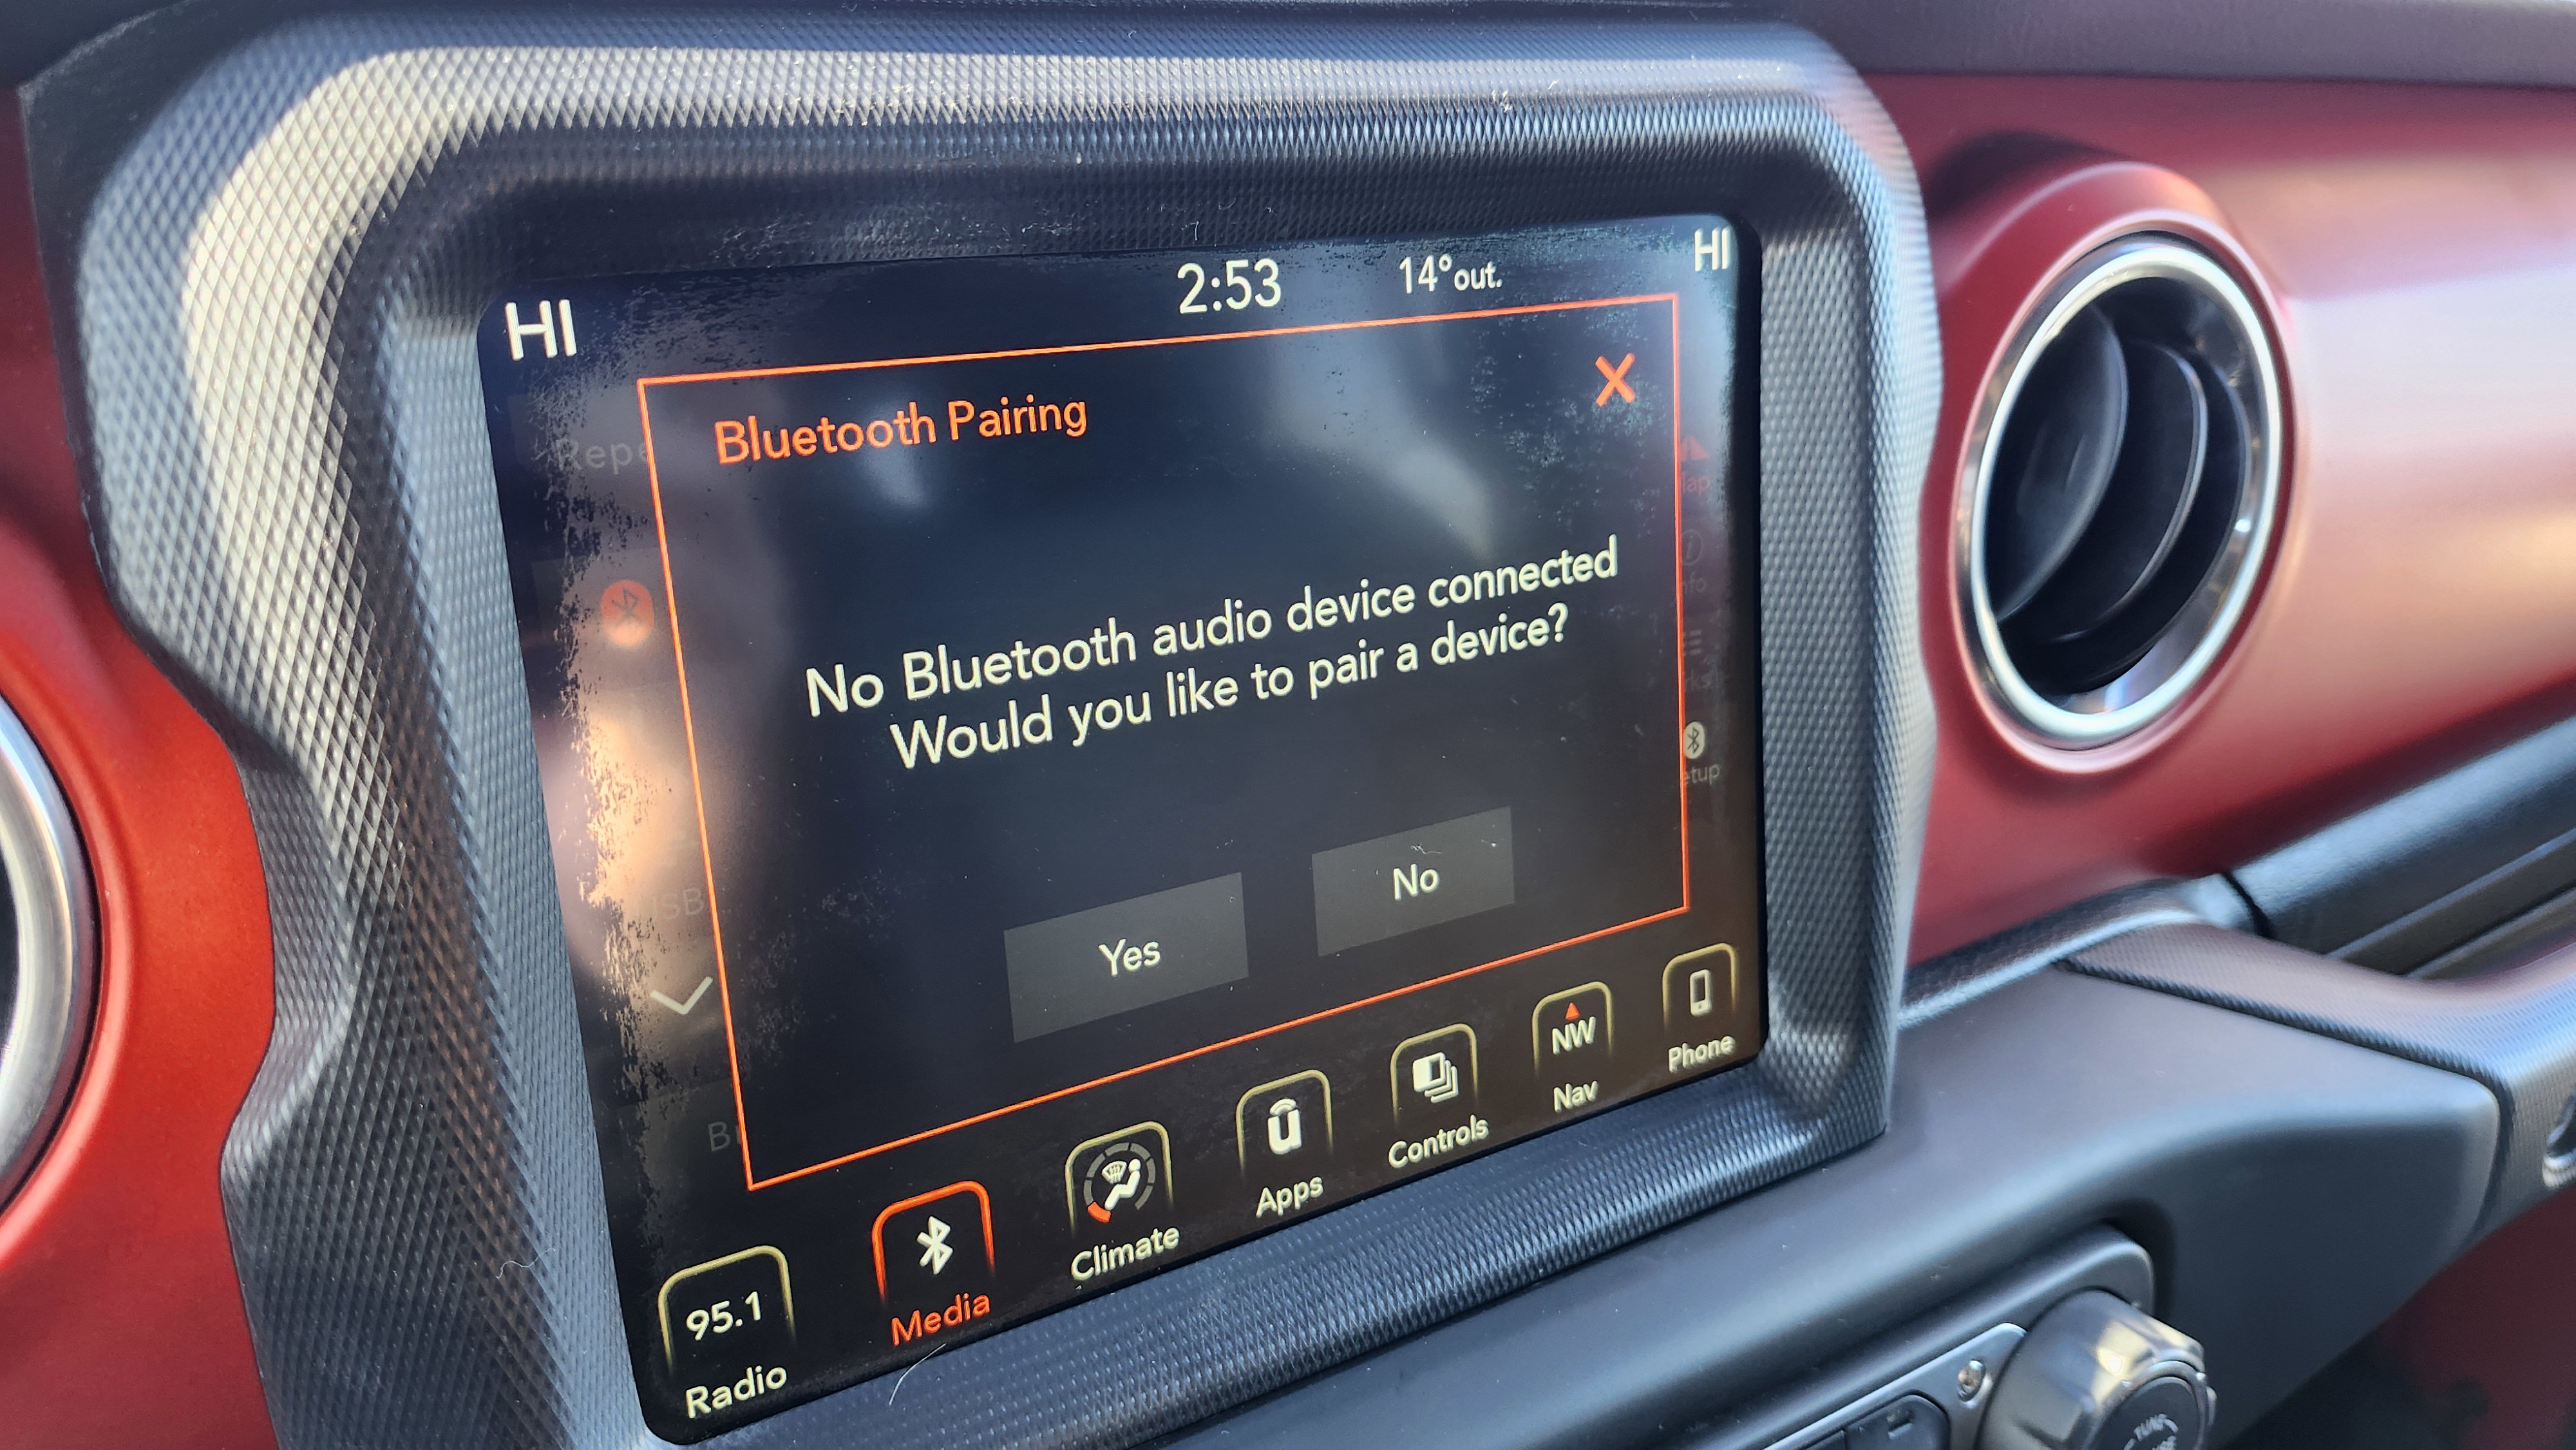 HI
2:53
14° out.
HI
Bluetooth Pairing
X
No Bluetooth audio device connected
Would you like to pair a device?
Yes
No
95.1
Radio
Media
Climate
Apps
Controls
NW
Nav
Phone